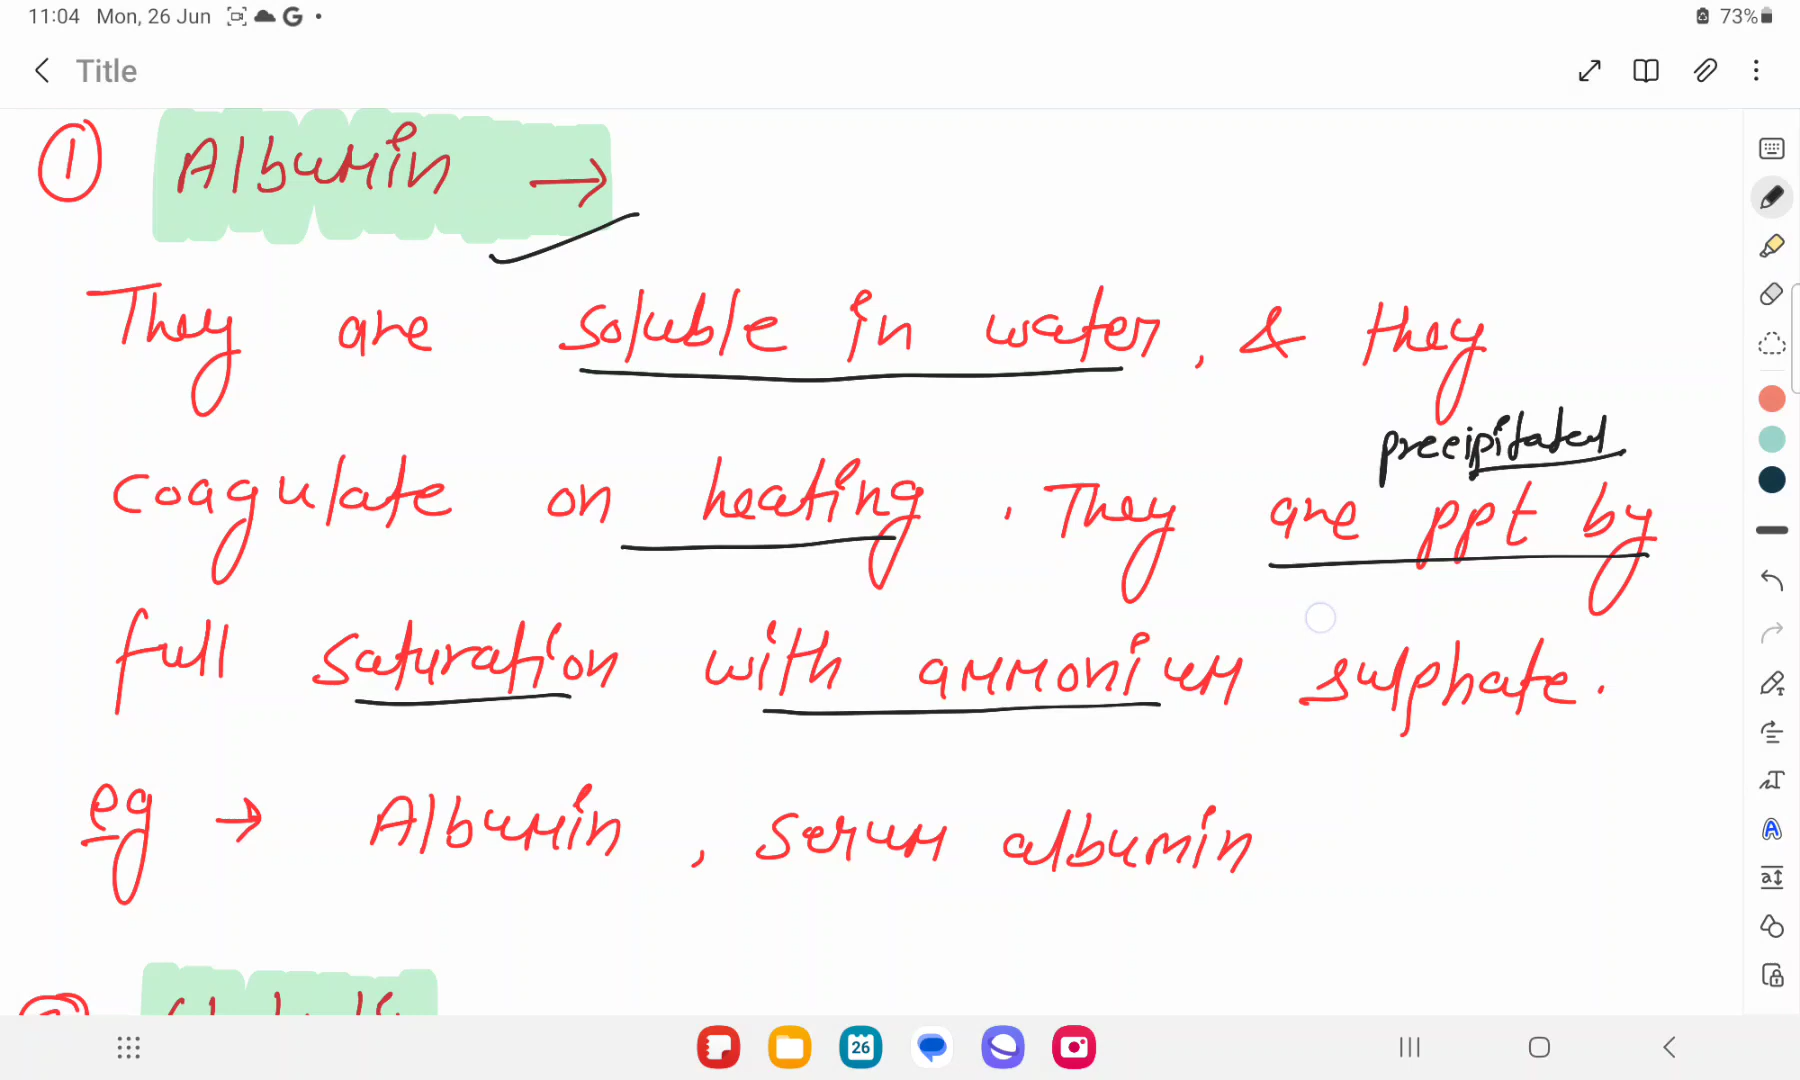 11:04 Mon, 26 Jun G • 73%
Title
① Albumin →
They are soluble in water, & they
precipitated
coagulate on heating. They are ppt by
full saturation with ammonium sulphate.
eg → Albumin, Serum albumin
26